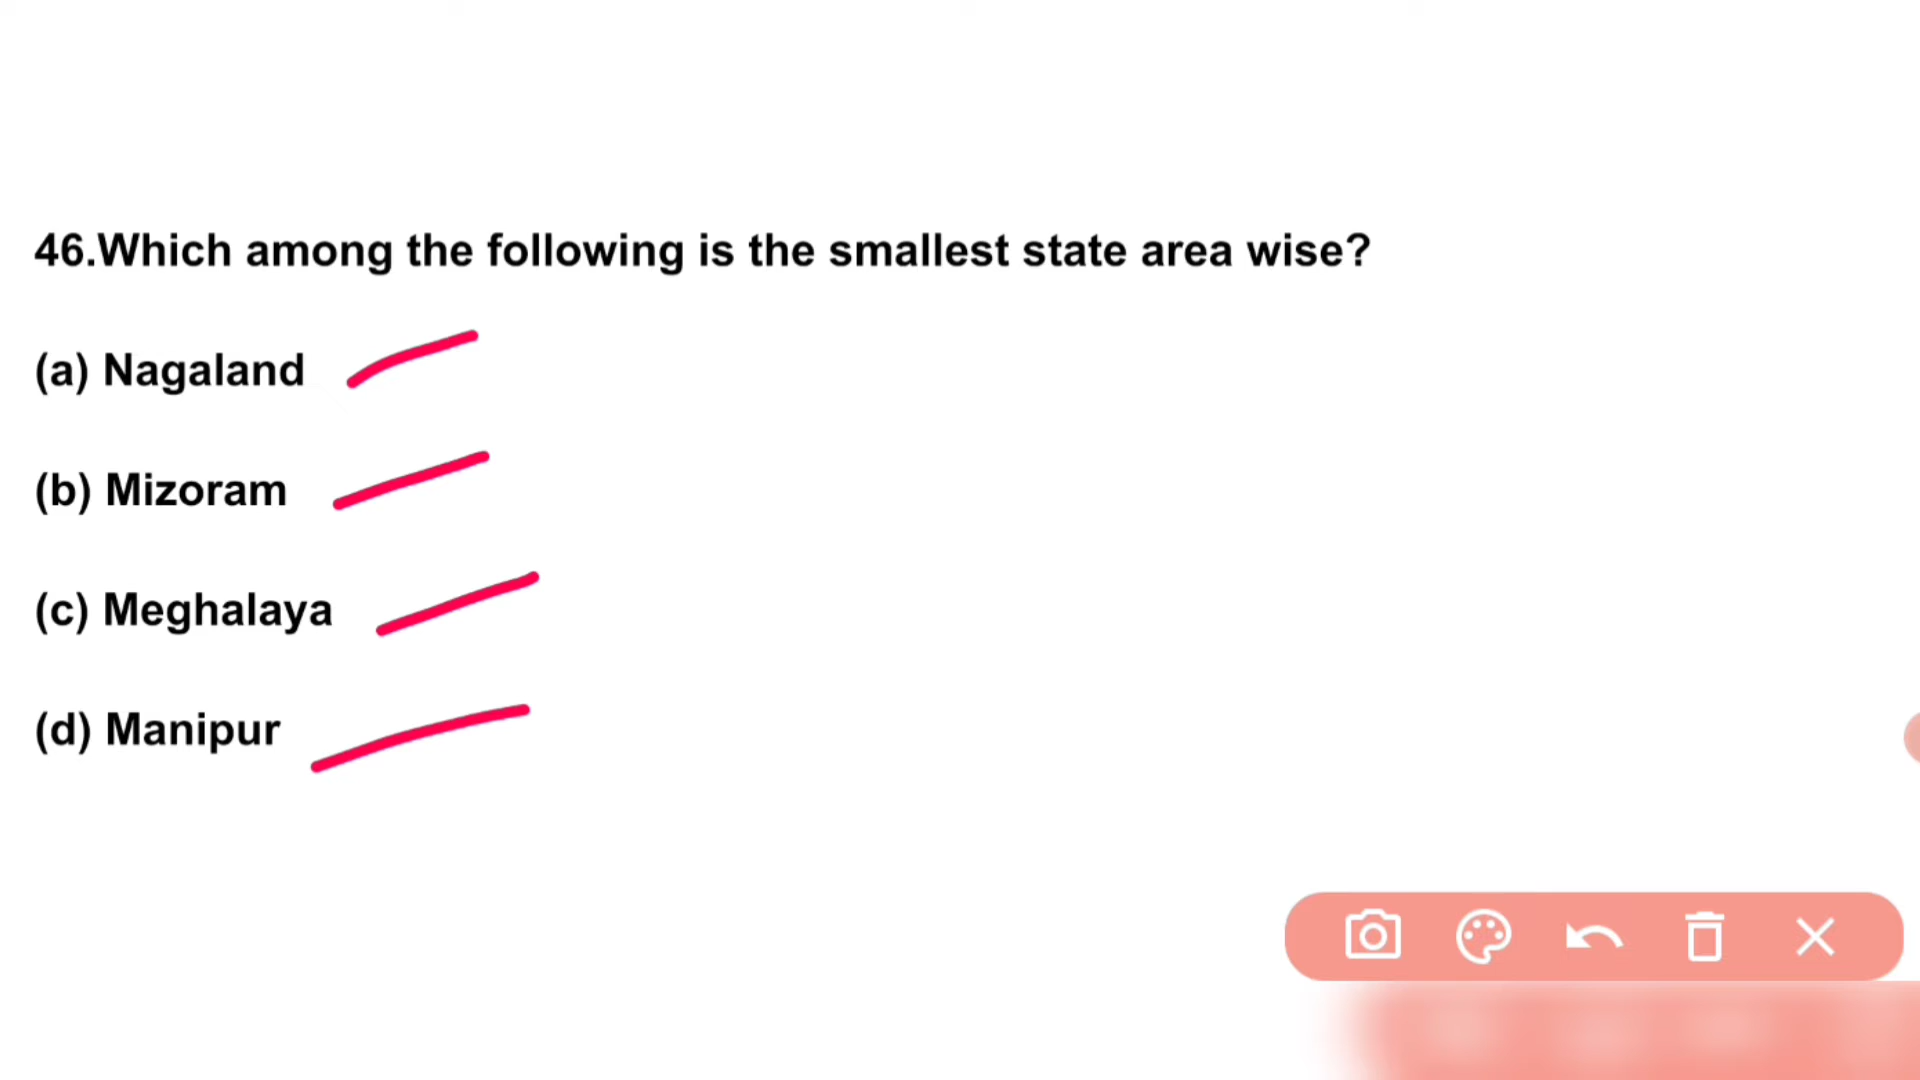 46.Which among the following is the smallest state area wise?
(a) Nagaland
(b) Mizoram
(c) Meghalaya
(d) Manipur